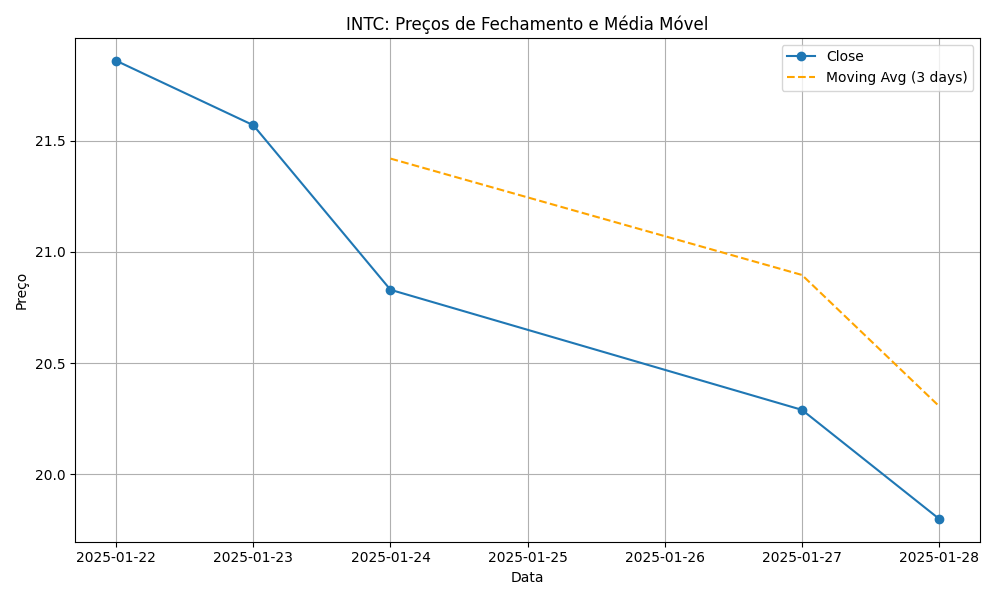 INTC: Preços de Fechamento e Média Móvel
Close
Moving Avg (3 days)
Preço
21.5
21.0
20.5
20.0
2025-01-22
2025-01-23
2025-01-24
2025-01-25
2025-01-26
2025-01-27
2025-01-28
Data